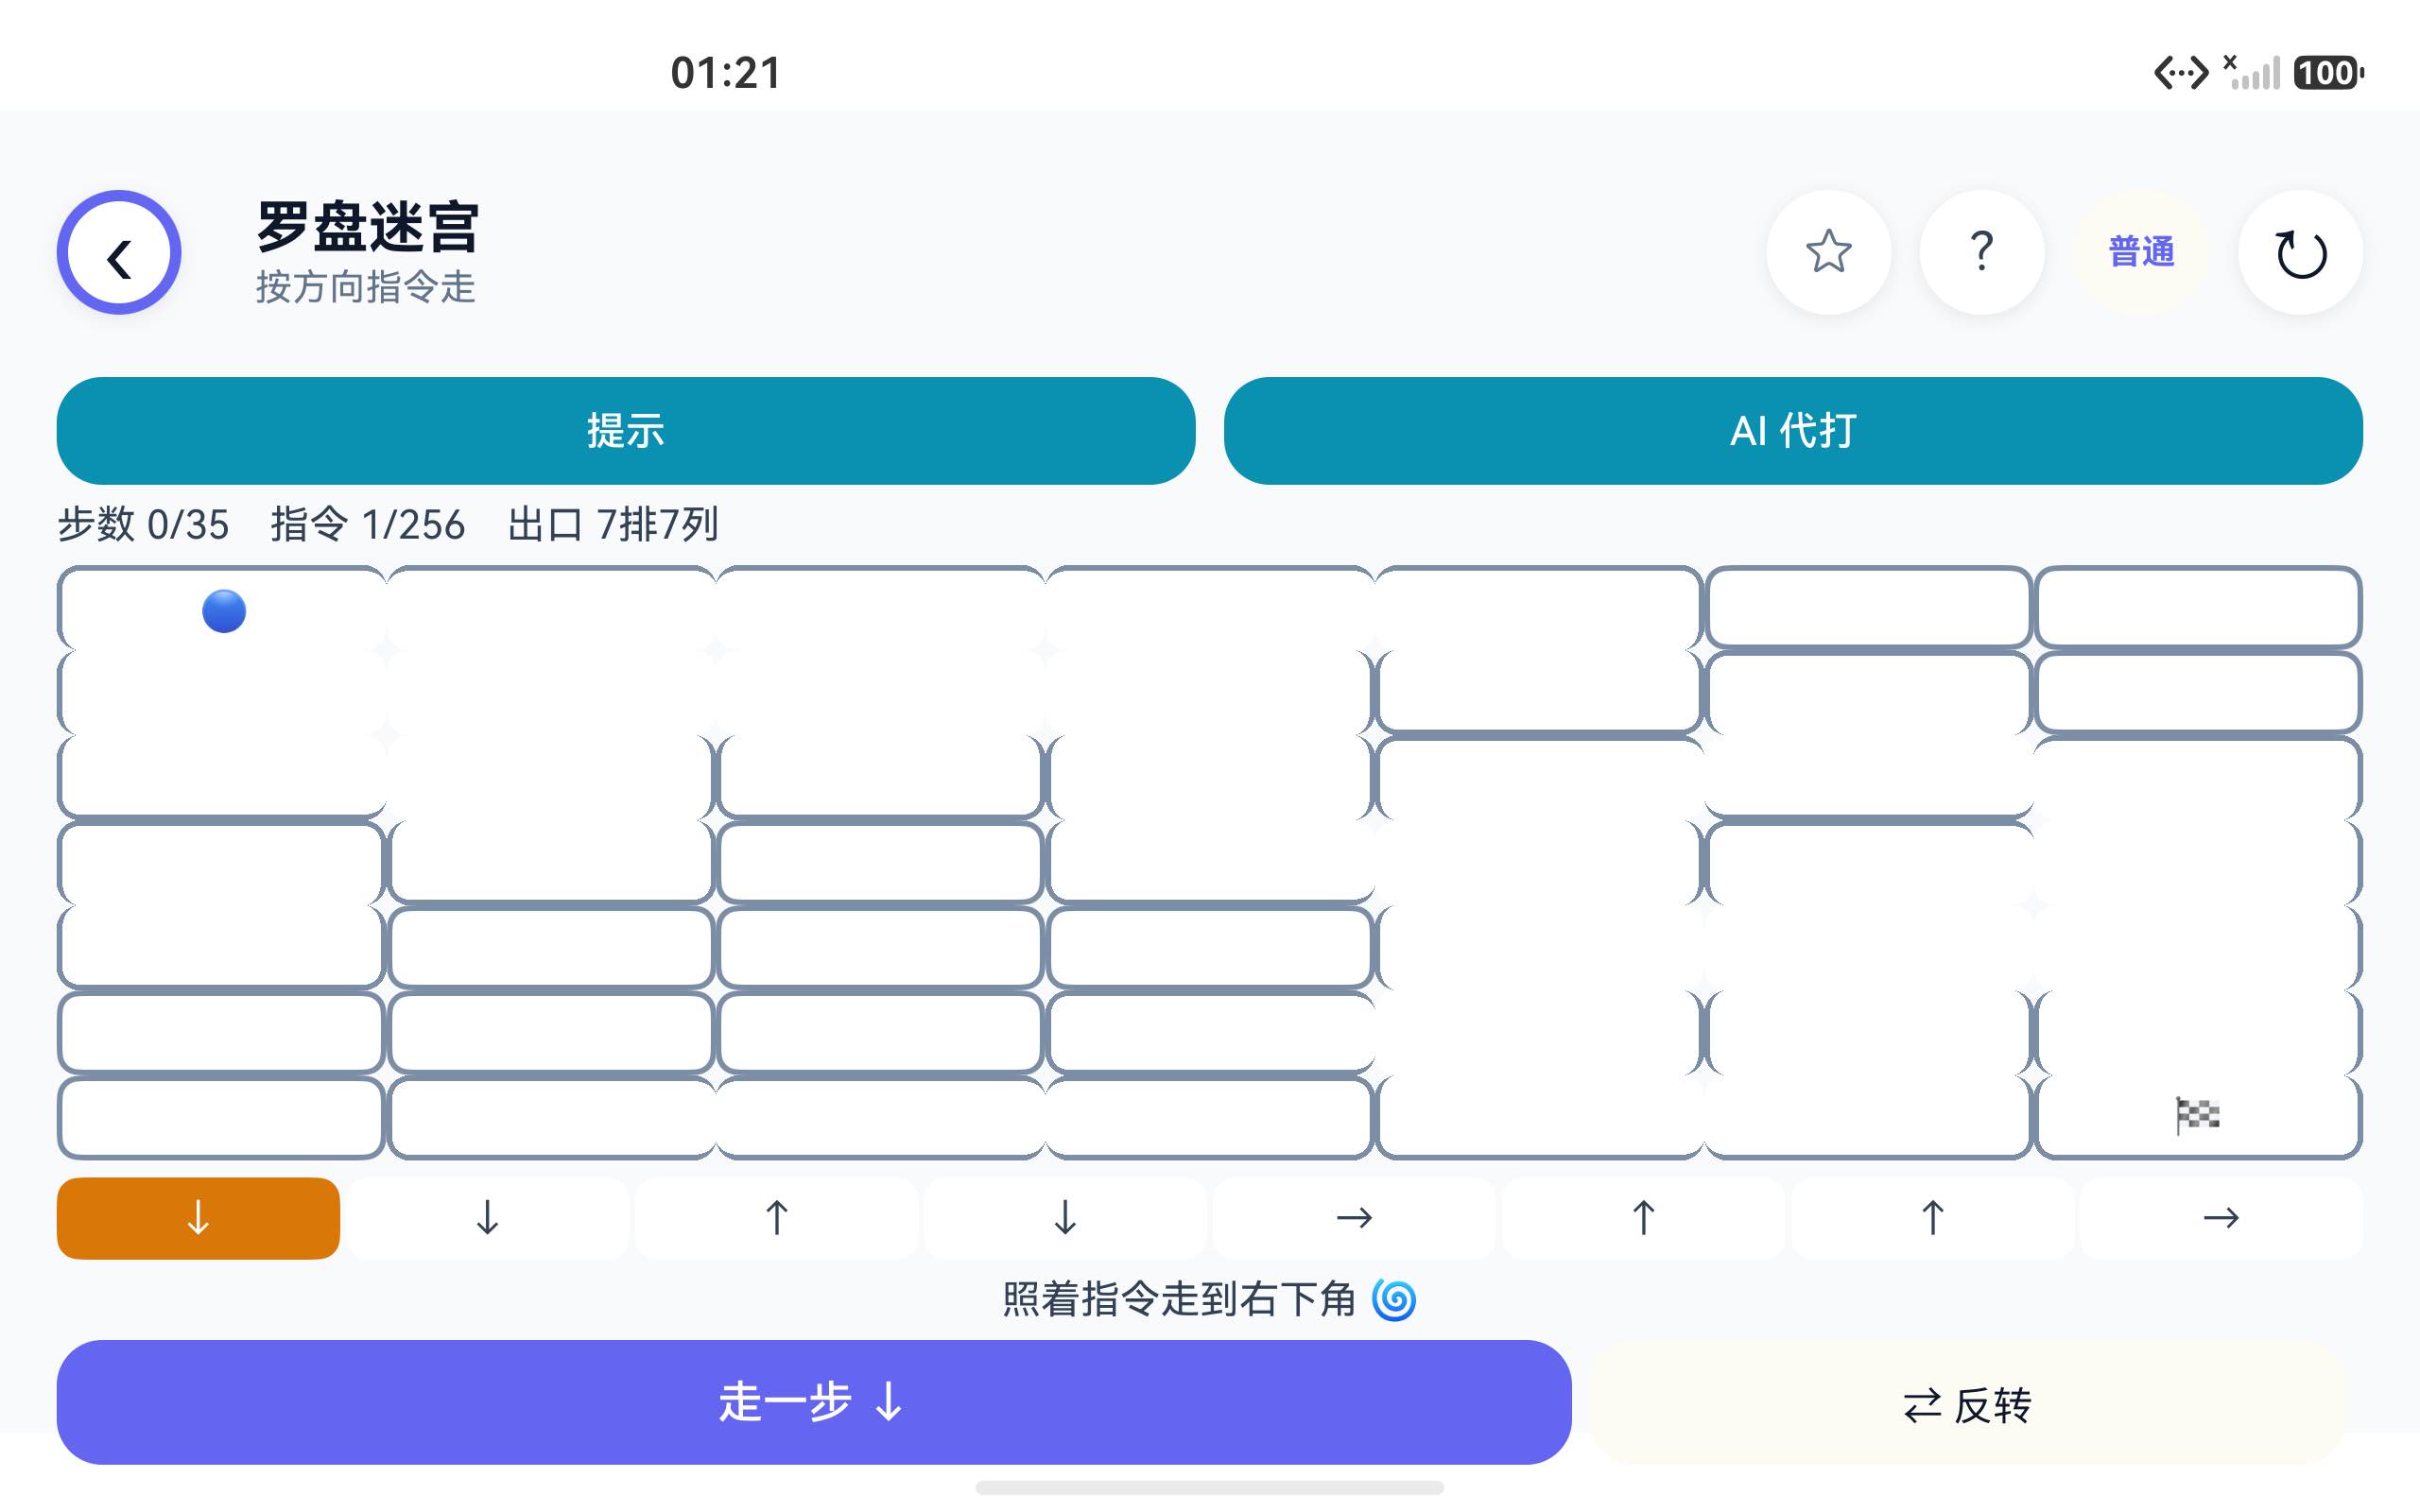 01:21
100
罗盘迷宫
按方向指令走
?
普通
提示
AI 代打
步数 0/35 指令 1/256 出口 7排7列
↓ ↓ ↑ ↓ → ↑ ↑ →
照着指令走到右下角 🌀
走一步 ↓
⇄ 反转